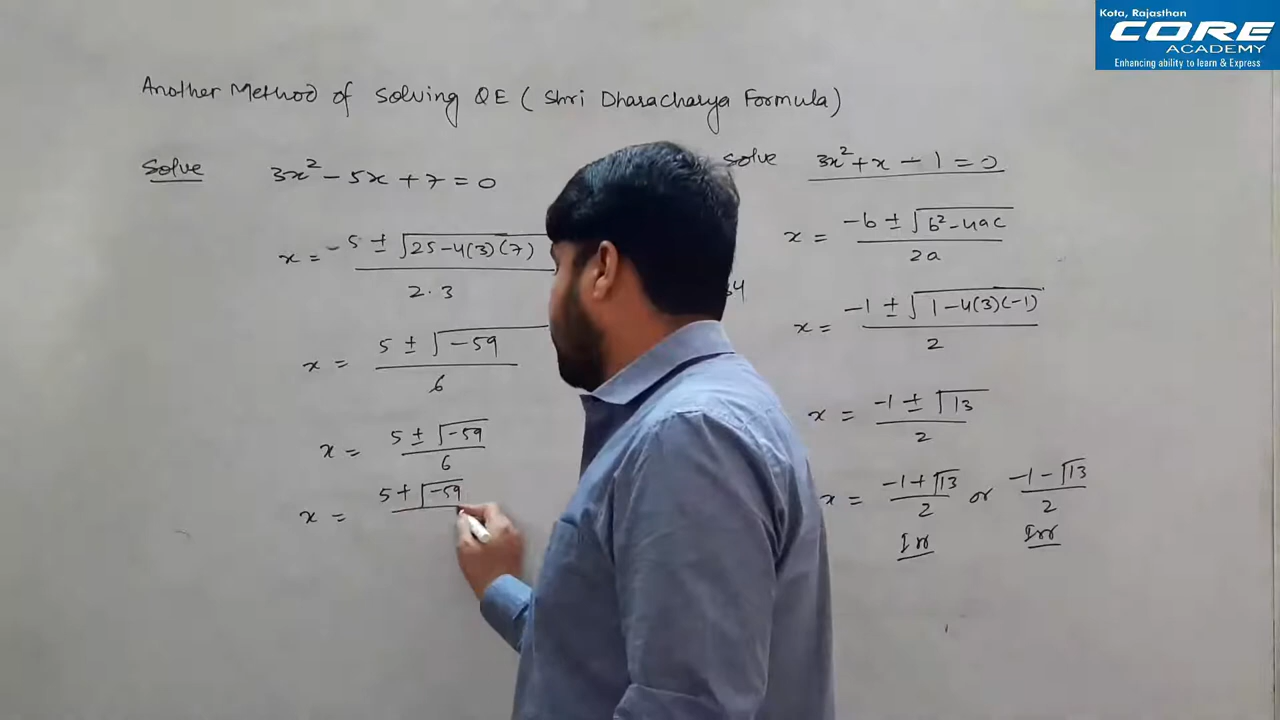 Kota, Rajasthan
CORE
ACADEMY
Enhancing ability to learn & Express
Another Method of Solving QE ( Shri Dharacharya Formula)
Solve 3x² - 5x + 7 = 0
x = -5 ± √25-4(3)(7)
2.3
x = 5 ± √-59
6
x = 5 ± √-59
6
x = 5 + √-59
Solve 3x² + x - 1 = 0
x = -b ± √b²-4ac
2a
34
x = -1 ± √1-4(3)(-1)
2
x = -1 ± √13
2
x = -1+√13 or -1-√13
2 2
Irr Irr